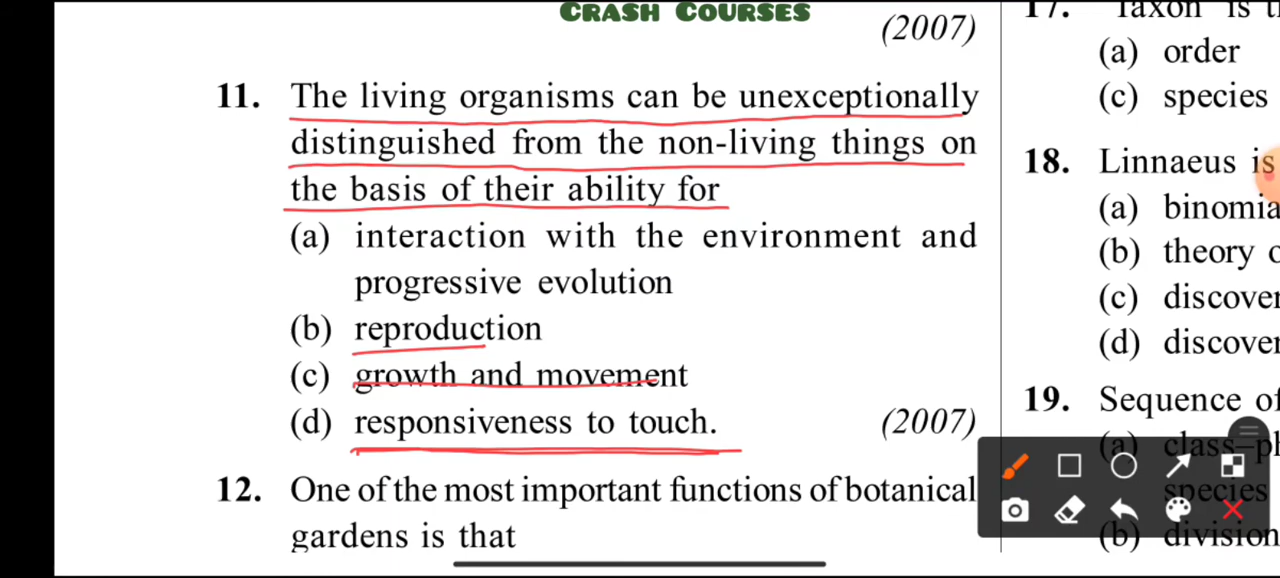 CRASH COURSES
(2007)
11. The living organisms can be unexceptionally
distinguished from the non-living things on
the basis of their ability for
(a) interaction with the environment and
progressive evolution
(b) reproduction
(c) growth and movement
(d) responsiveness to touch. (2007)
12. One of the most important functions of botanical
gardens is that
17. Taxon is
(a) order
(c) species
18. Linnaeus is
(a)
(b) theory
(c)
(d)
19. Sequence of
(a) class–
species
(b) division